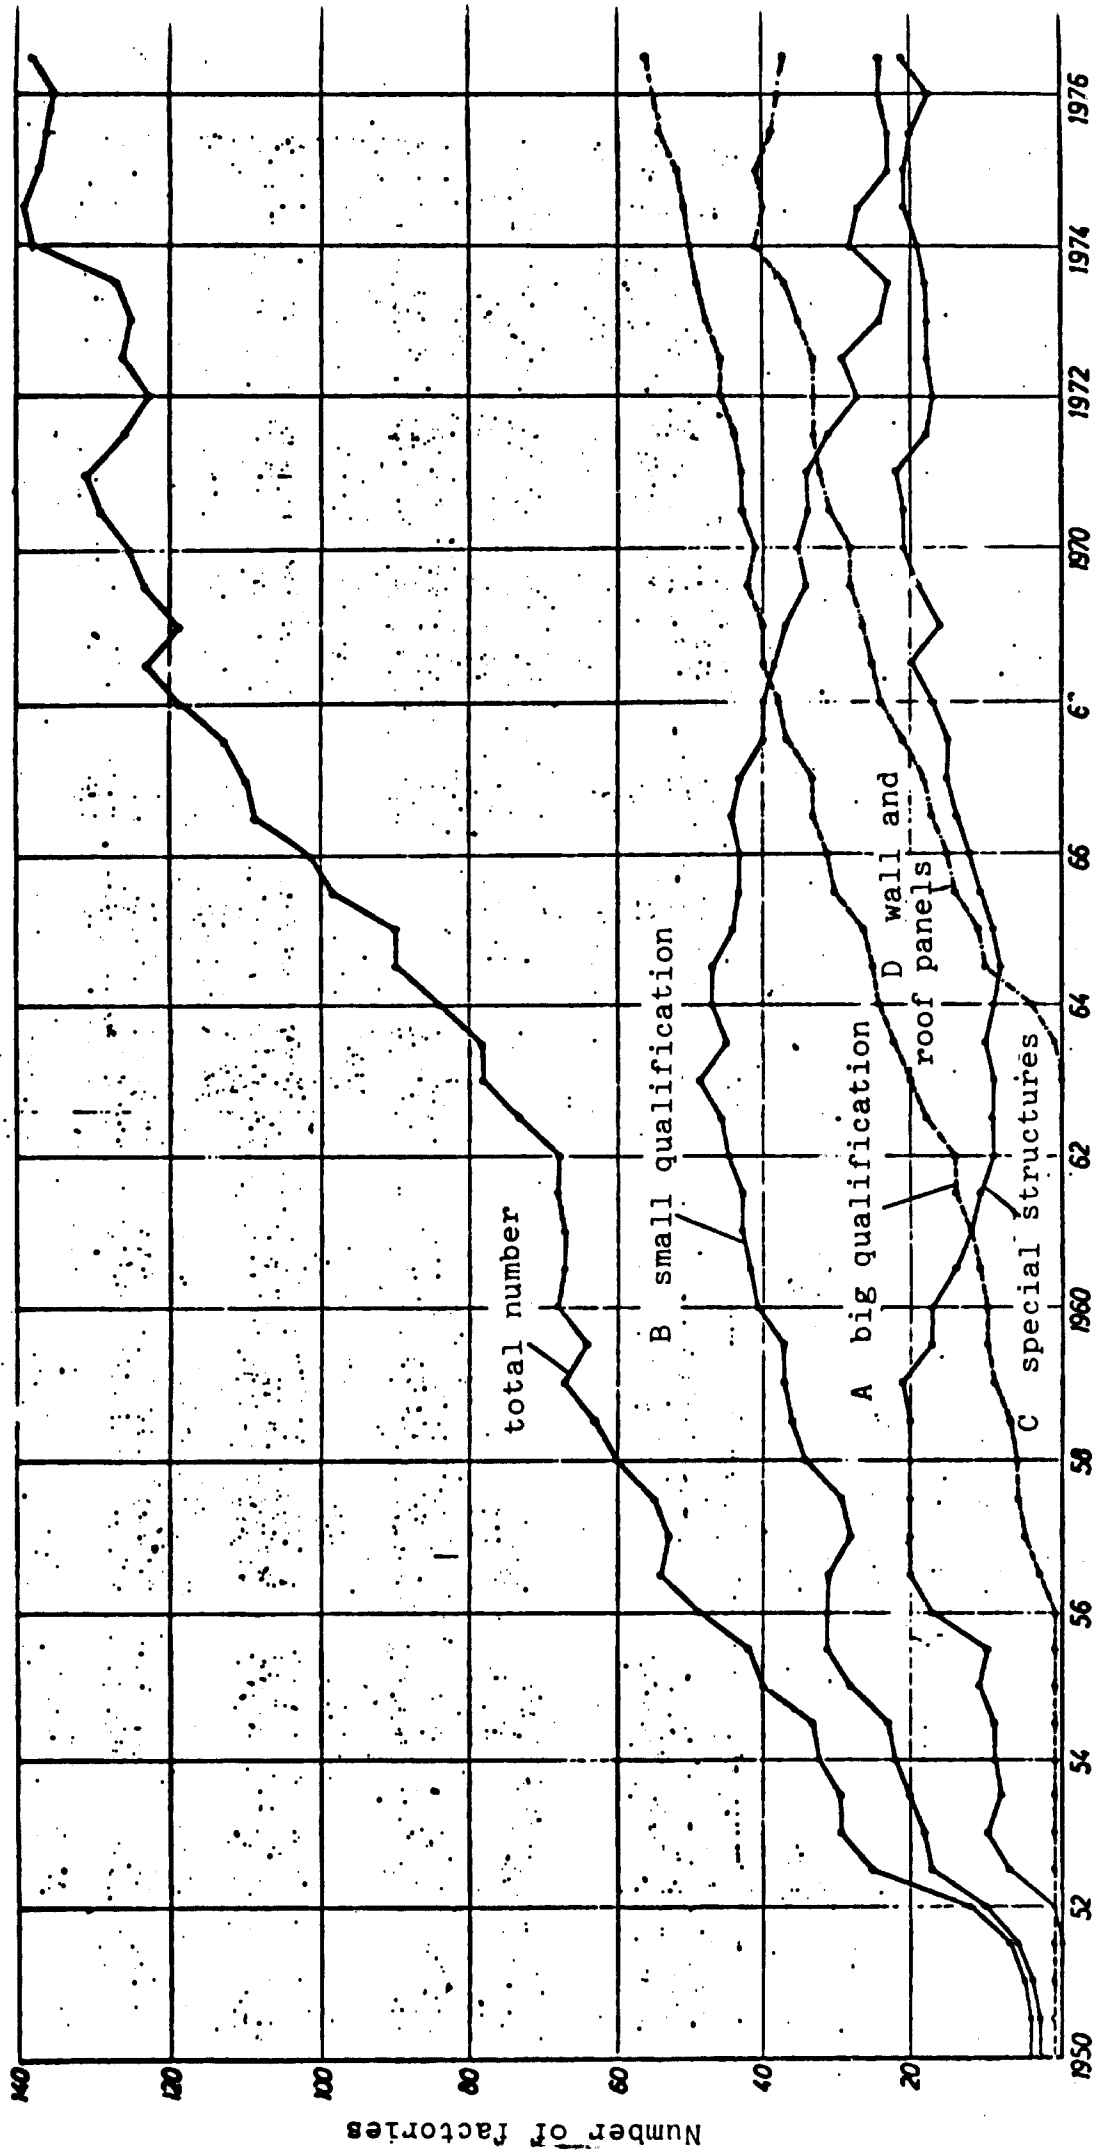 Number of factories
140
120
100
80
60
40
20
1950
52
54
56
58
1960
62
64
66
1970
1972
1974
1976
total number
B small qualification
A big qualification
D wall and
roof panels
C special structures